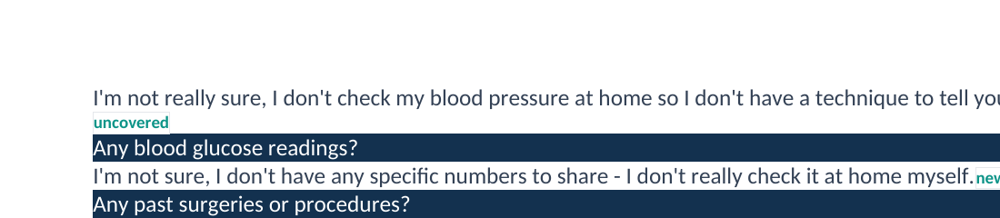 I'm not really sure, I don't check my blood pressure at home so I don't have a technique to tell you
uncovered
Any blood glucose readings?
I'm not sure, I don't have any specific numbers to share - I don't really check it at home myself.
Any past surgeries or procedures?